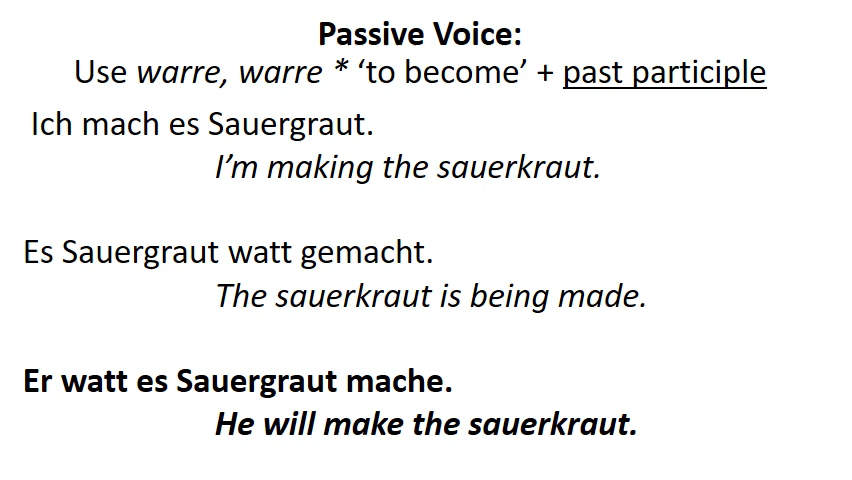 Passive Voice:
Use warre, warre * ‘to become’ + past participle
Ich mach es Sauergraut.
I’m making the sauerkraut.
Es Sauergraut watt gemacht.
The sauerkraut is being made.
Er watt es Sauergraut mache.
He will make the sauerkraut.